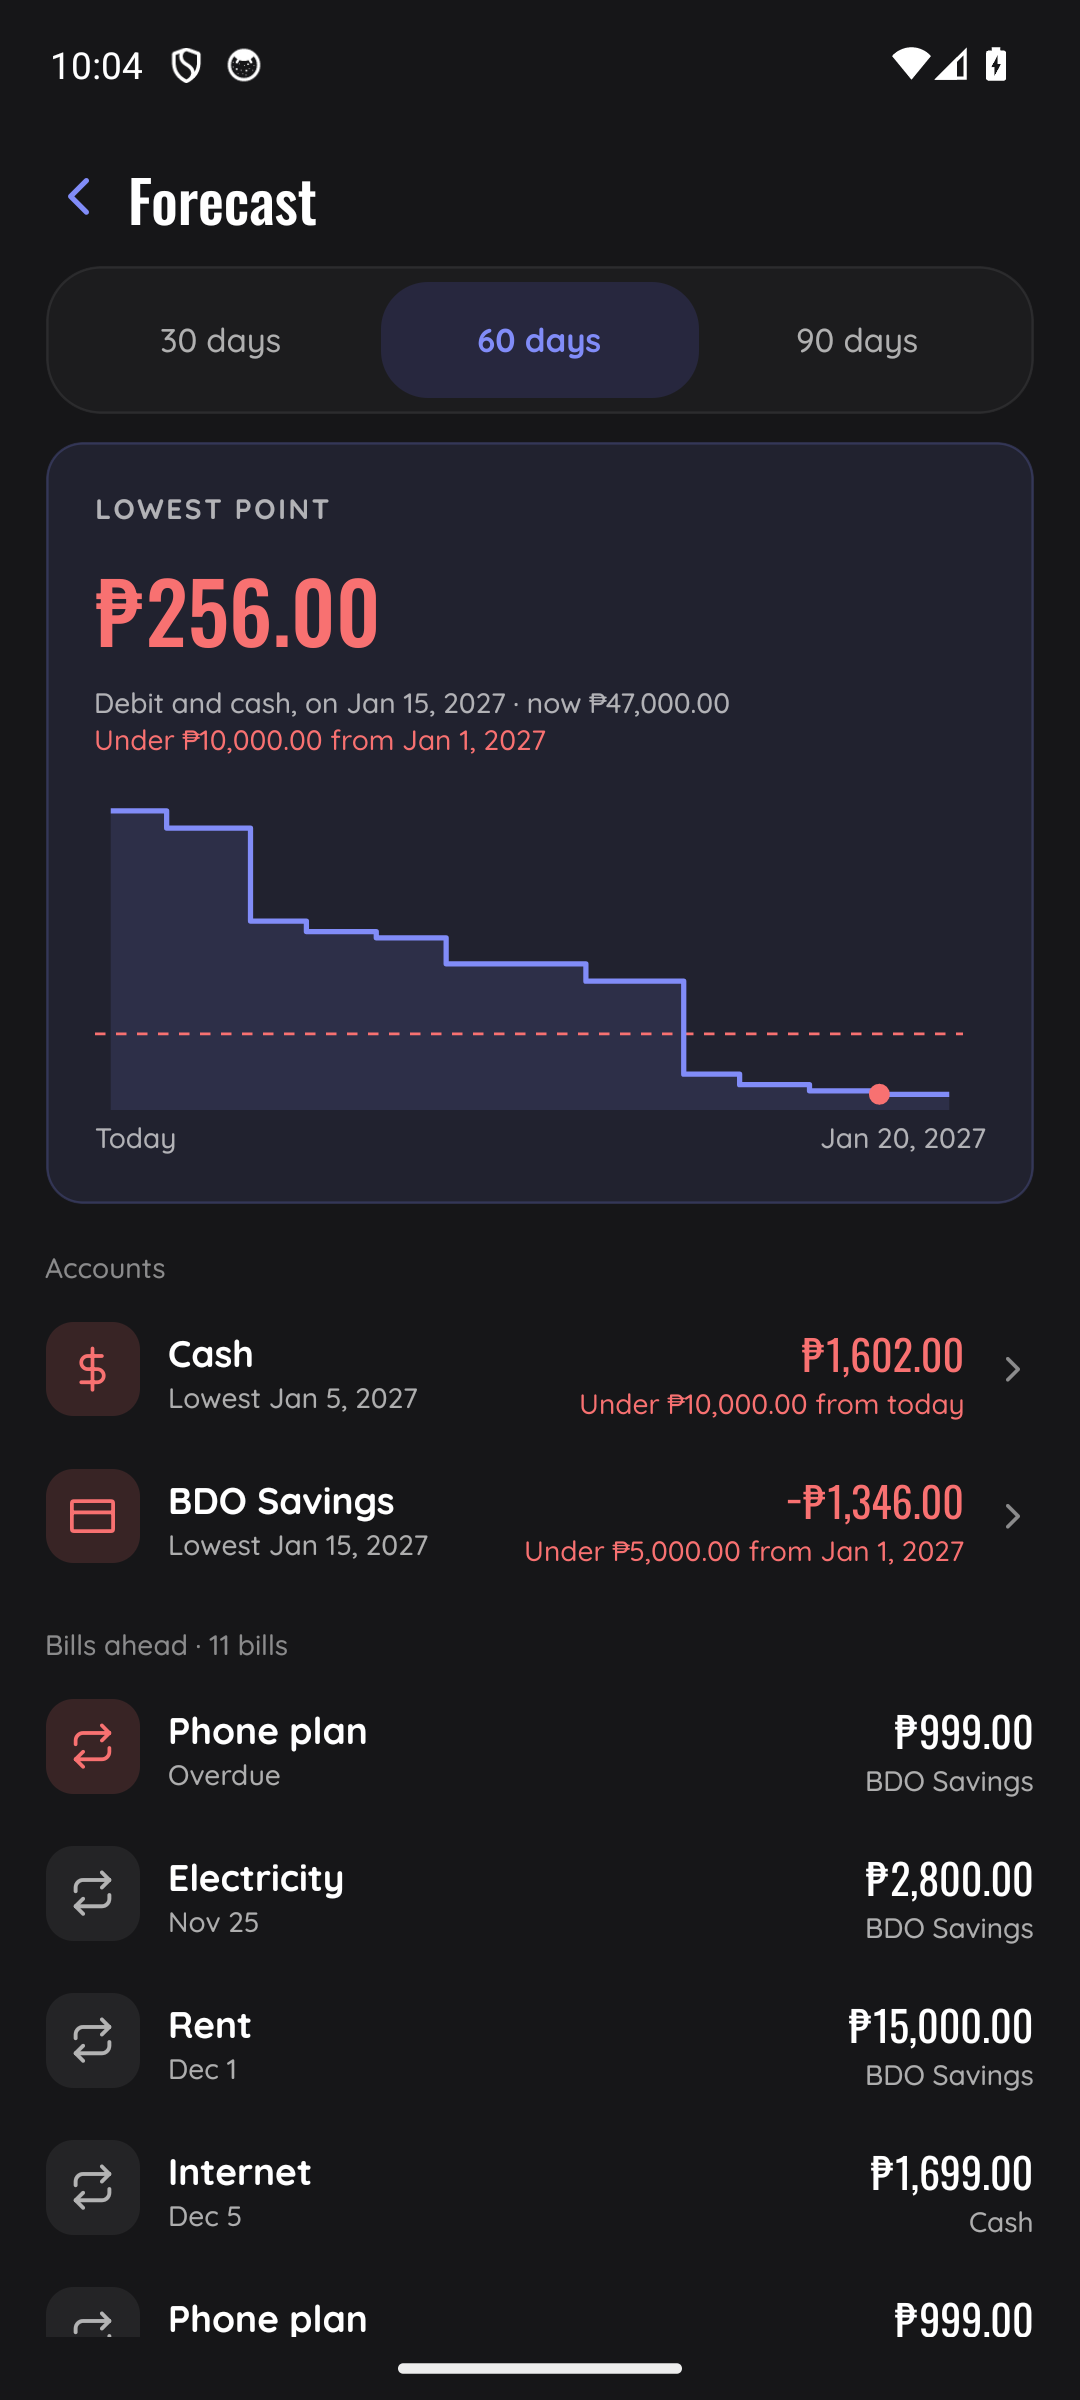 10:04
Forecast
30 days
60 days
90 days
LOWEST POINT
₱256.00
Debit and cash, on Jan 15, 2027 · now ₱47,000.00
Under ₱10,000.00 from Jan 1, 2027
Today
Jan 20, 2027
Accounts
Cash
₱1,602.00
Lowest Jan 5, 2027
Under ₱10,000.00 from today
BDO Savings
-₱1,346.00
Lowest Jan 15, 2027
Under ₱5,000.00 from Jan 1, 2027
Bills ahead · 11 bills
Phone plan
₱999.00
Overdue
BDO Savings
Electricity
₱2,800.00
Nov 25
BDO Savings
Rent
₱15,000.00
Dec 1
BDO Savings
Internet
₱1,699.00
Dec 5
Cash
Phone plan
₱999.00